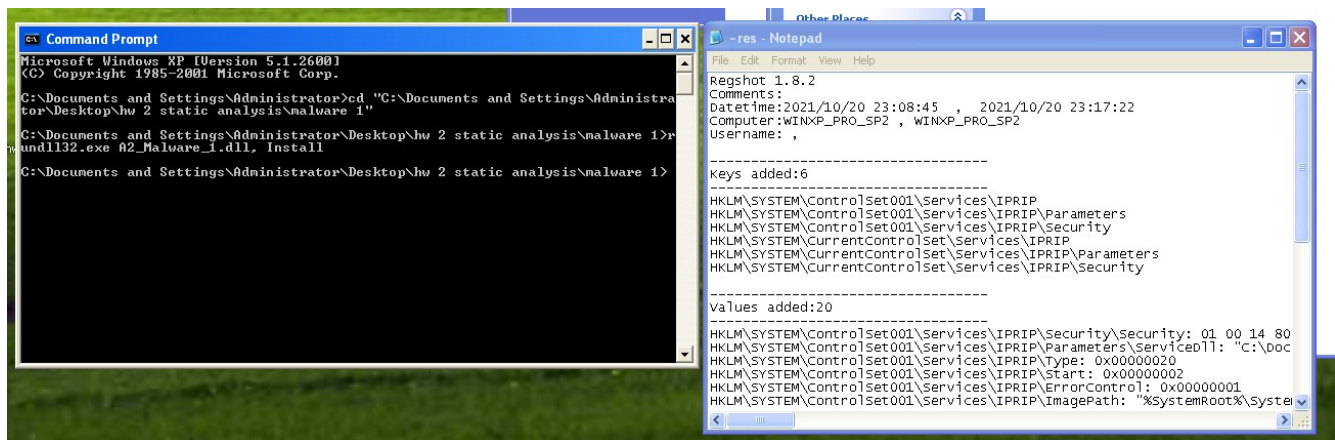 Other Places
Command Prompt
Microsoft Windows XP [Version 5.1.2600]
(C) Copyright 1985-2001 Microsoft Corp.
C:\Documents and Settings\Administrator>cd "C:\Documents and Settings\Administra
tor\Desktop\hw 2 static analysis\malware 1"
C:\Documents and Settings\Administrator\Desktop\hw 2 static analysis\malware 1>r
undll32.exe A2_Malware_1.dll, Install
C:\Documents and Settings\Administrator\Desktop\hw 2 static analysis\malware 1>
~res - Notepad
File Edit Format View Help
Regshot 1.8.2
Comments:
Datetime:2021/10/20 23:08:45 , 2021/10/20 23:17:22
Computer:WINXP_PRO_SP2 , WINXP_PRO_SP2
Username: ,
----------------------------------
Keys added:6
----------------------------------
HKLM\SYSTEM\ControlSet001\Services\IPRIP
HKLM\SYSTEM\ControlSet001\Services\IPRIP\Parameters
HKLM\SYSTEM\ControlSet001\Services\IPRIP\Security
HKLM\SYSTEM\CurrentControlSet\Services\IPRIP
HKLM\SYSTEM\CurrentControlSet\Services\IPRIP\Parameters
HKLM\SYSTEM\CurrentControlSet\Services\IPRIP\Security
----------------------------------
Values added:20
----------------------------------
HKLM\SYSTEM\ControlSet001\Services\IPRIP\Security\Security: 01 00 14 80
HKLM\SYSTEM\ControlSet001\Services\IPRIP\Parameters\ServiceDll: "C:\Doc
HKLM\SYSTEM\ControlSet001\Services\IPRIP\Type: 0x00000020
HKLM\SYSTEM\ControlSet001\Services\IPRIP\Start: 0x00000002
HKLM\SYSTEM\ControlSet001\Services\IPRIP\ErrorControl: 0x00000001
HKLM\SYSTEM\ControlSet001\Services\IPRIP\ImagePath: "%SystemRoot%\Syste